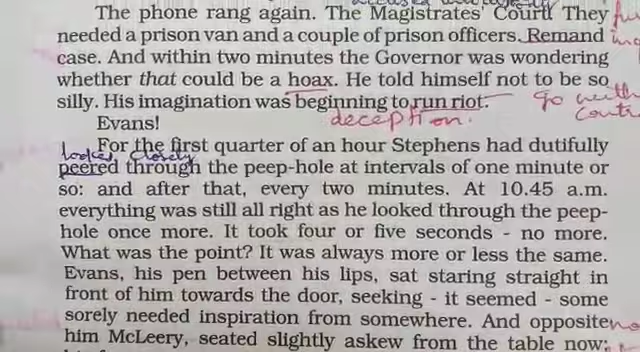 The phone rang again. The Magistrates' Court! They
needed a prison van and a couple of prison officers. Remand
case. And within two minutes the Governor was wondering
whether that could be a hoax. He told himself not to be so
silly. His imagination was beginning to run riot.
deception.
Evans!
For the first quarter of an hour Stephens had dutifully
looked closely
peered through the peep-hole at intervals of one minute or
so: and after that, every two minutes. At 10.45 a.m.
everything was still all right as he looked through the peep-
hole once more. It took four or five seconds - no more.
What was the point? It was always more or less the same.
Evans, his pen between his lips, sat staring straight in
front of him towards the door, seeking - it seemed - some
sorely needed inspiration from somewhere. And opposite
him McLeery, seated slightly askew from the table now: